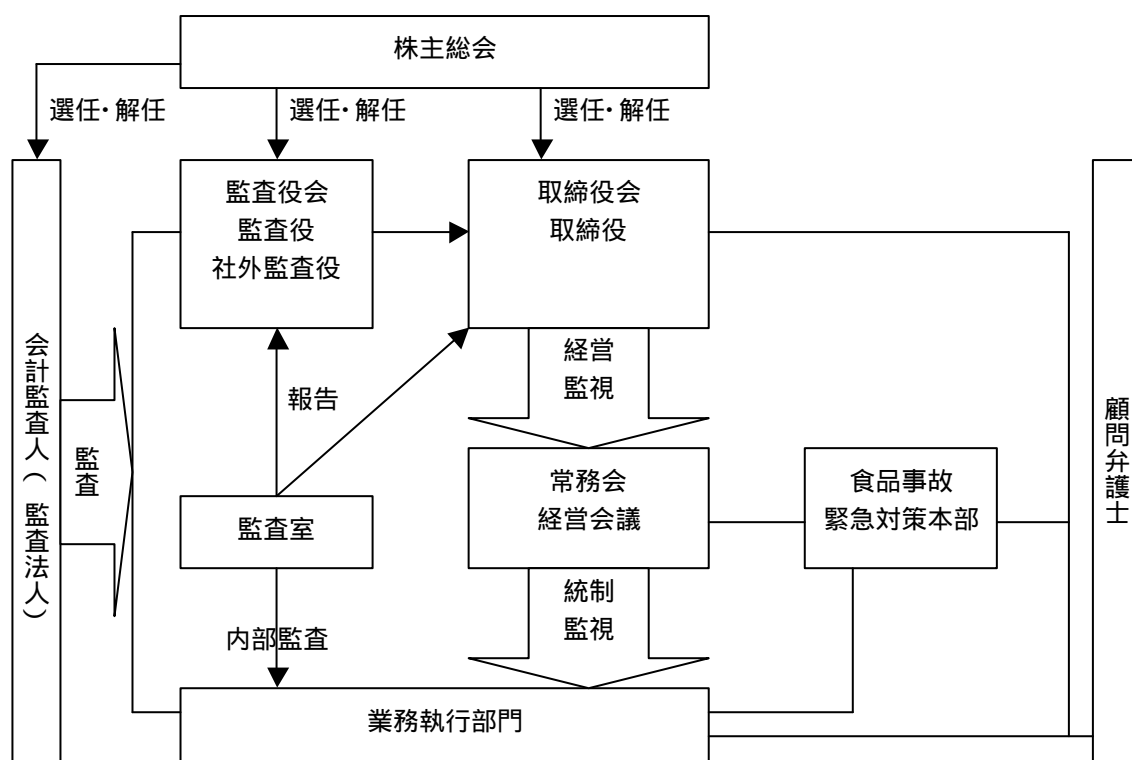 株主総会
選任・解任
選任・解任
選任・解任
監査役会
監査役
社外監査役
取締役会
取締役
会計監査人(監査法人)
監査
報告
経営
監視
監査室
常務会
経営会議
食品事故
緊急対策本部
顧問弁護士
内部監査
統制
監視
業務執行部門